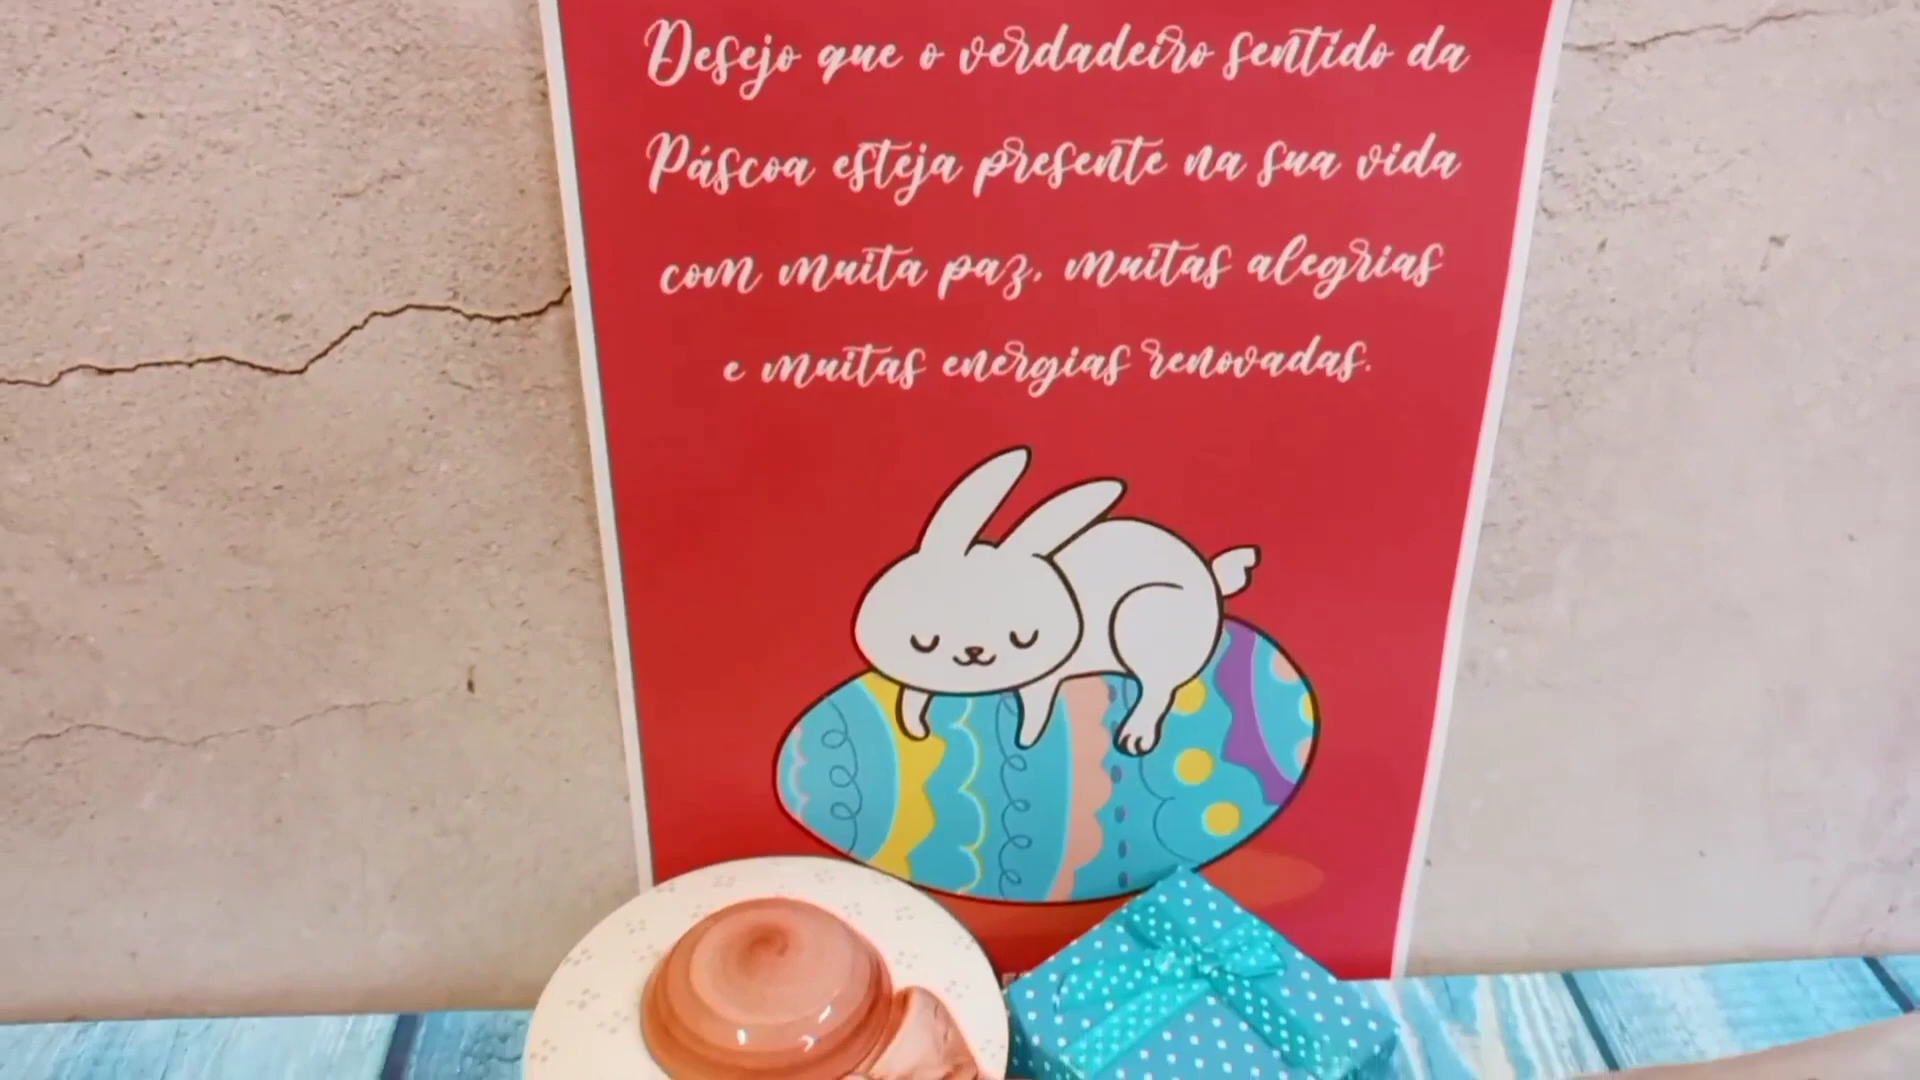 Desejo que o verdadeiro sentido da
Páscoa esteja presente na sua vida
com muita paz, muitas alegrias
e muitas energias renovadas.